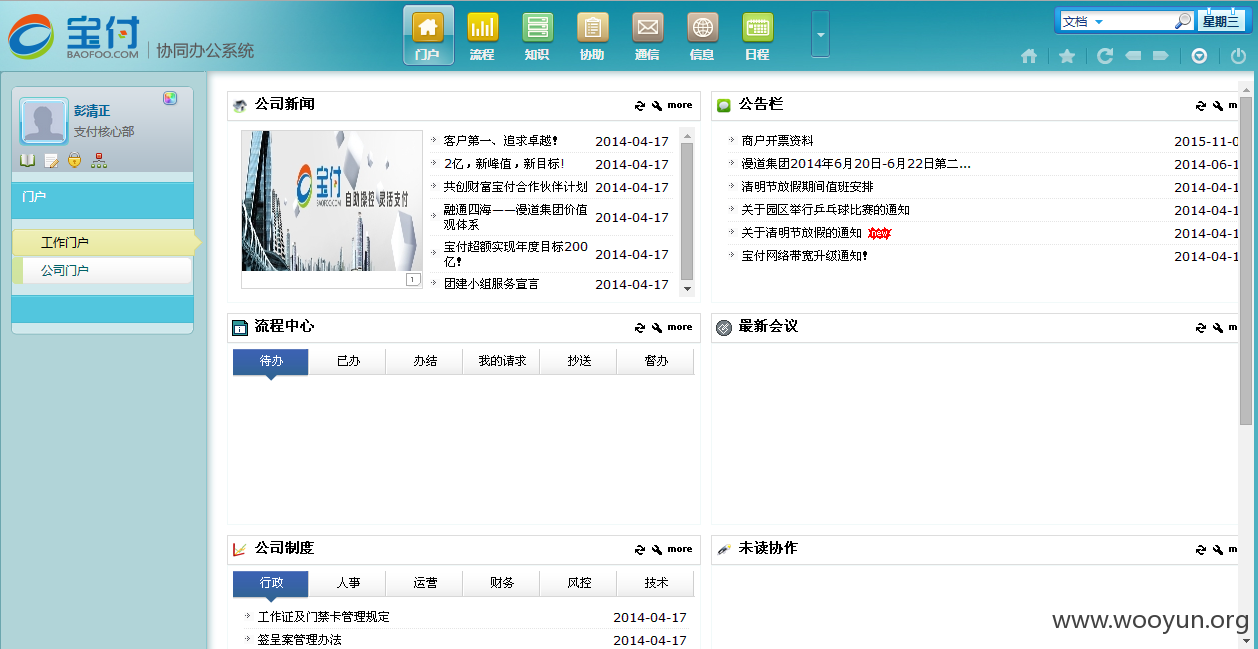 宝付
BAOFOO.COM
协同办公系统
门户 流程 知识 协助 通信 信息 日程
文档
星期三
彭清正
支付核心部
门户
工作门户
公司门户
公司新闻 more
宝付
BAOFOO.COM
自助操控 灵活支付
1
客户第一、追求卓越! 2014-04-17
2亿，新峰值，新目标! 2014-04-17
共创财富宝付合作伙伴计划 2014-04-17
融通四海——漫道集团价值
观体系 2014-04-17
宝付超额实现年度目标200
亿! 2014-04-17
团建小组服务宣言 2014-04-17
公告栏 m
商户开票资料 2015-11-0
漫道集团2014年6月20日-6月22日第二... 2014-06-1
清明节放假期间值班安排 2014-04-1
关于园区举行乒乓球比赛的通知 2014-04-1
关于清明节放假的通知 new 2014-04-1
宝付网络带宽升级通知! 2014-04-1
流程中心 more
待办 已办 办结 我的请求 抄送 督办
最新会议 m
公司制度 more
行政 人事 运营 财务 风控 技术
工作证及门禁卡管理规定 2014-04-17
签呈案管理办法 2014-04-17
未读协作 m
www.wooyun.org